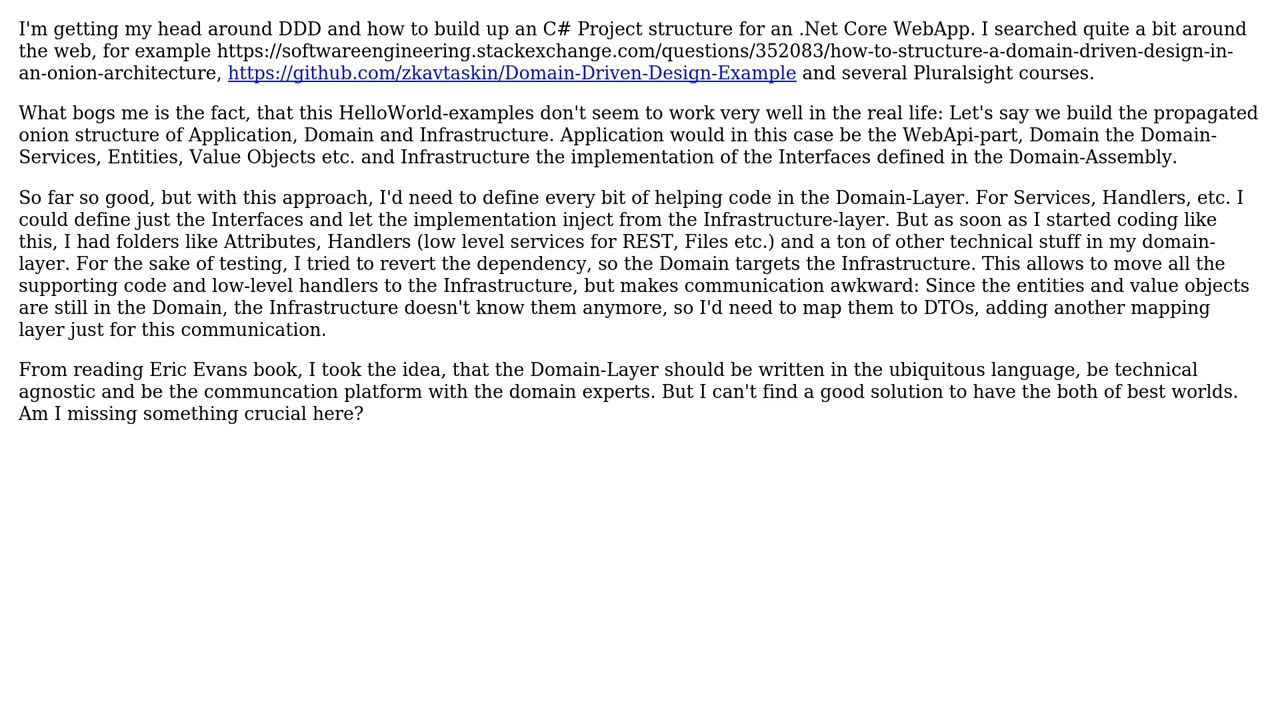 I'm getting my head around DDD and how to build up an C# Project structure for an .Net Core WebApp. I searched quite a bit around
the web, for example https://softwareengineering.stackexchange.com/questions/352083/how-to-structure-a-domain-driven-design-in-
an-onion-architecture, https://github.com/zkavtaskin/Domain-Driven-Design-Example and several Pluralsight courses.
What bogs me is the fact, that this HelloWorld-examples don't seem to work very well in the real life: Let's say we build the propagated
onion structure of Application, Domain and Infrastructure. Application would in this case be the WebApi-part, Domain the Domain-
Services, Entities, Value Objects etc. and Infrastructure the implementation of the Interfaces defined in the Domain-Assembly.
So far so good, but with this approach, I'd need to define every bit of helping code in the Domain-Layer. For Services, Handlers, etc. I
could define just the Interfaces and let the implementation inject from the Infrastructure-layer. But as soon as I started coding like
this, I had folders like Attributes, Handlers (low level services for REST, Files etc.) and a ton of other technical stuff in my domain-
layer. For the sake of testing, I tried to revert the dependency, so the Domain targets the Infrastructure. This allows to move all the
supporting code and low-level handlers to the Infrastructure, but makes communication awkward: Since the entities and value objects
are still in the Domain, the Infrastructure doesn't know them anymore, so I'd need to map them to DTOs, adding another mapping
layer just for this communication.
From reading Eric Evans book, I took the idea, that the Domain-Layer should be written in the ubiquitous language, be technical
agnostic and be the communcation platform with the domain experts. But I can't find a good solution to have the both of best worlds.
Am I missing something crucial here?